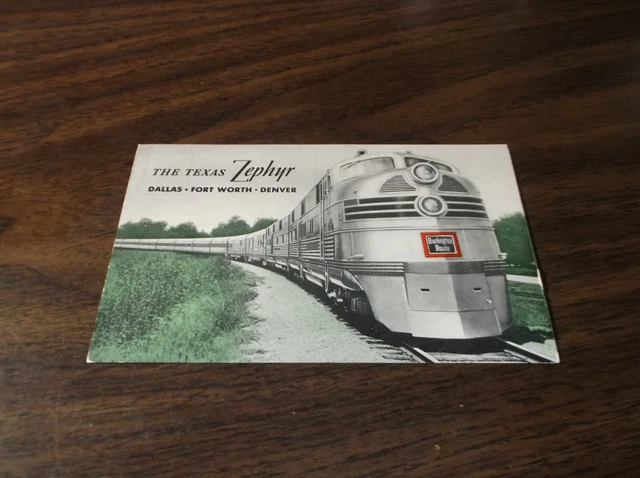 THE TEXAS Zephyr
DALLAS • FORT WORTH • DENVER
Burlington
Route